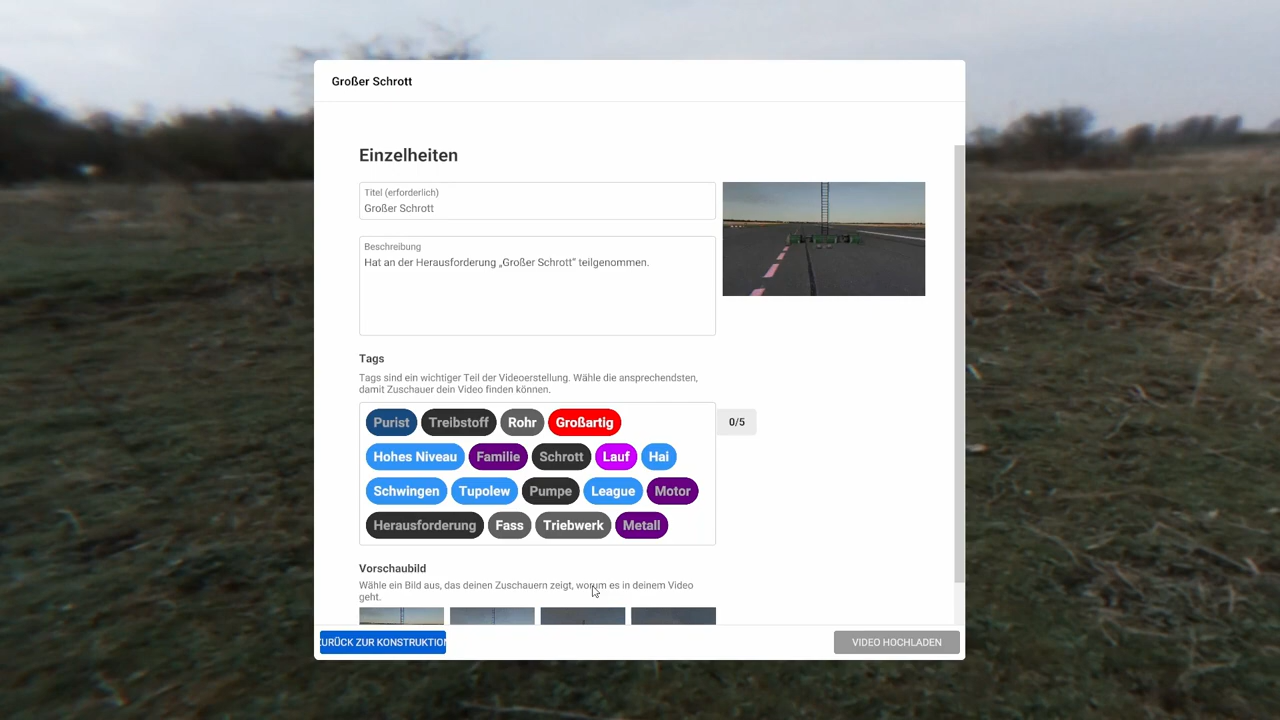 Großer Schrott
Einzelheiten
Titel (erforderlich)
Großer Schrott
Beschreibung
Hat an der Herausforderung „Großer Schrott“ teilgenommen.
Tags
Tags sind ein wichtiger Teil der Videoerstellung. Wähle die ansprechendsten,
damit Zuschauer dein Video finden können.
Purist Treibstoff Rohr Großartig
0/5
Hohes Niveau Familie Schrott Lauf Hai
Schwingen Tupolew Pumpe League Motor
Herausforderung Fass Triebwerk Metall
Vorschaubild
Wähle ein Bild aus, das deinen Zuschauern zeigt, worum es in deinem Video
geht.
ZURÜCK ZUR KONSTRUKTION VIDEO HOCHLADEN